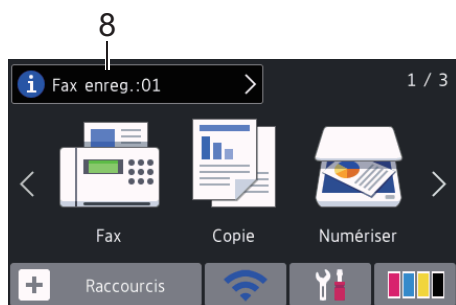 8
i Fax enreg.:01
1 / 3
Fax Copie Numériser
Raccourcis